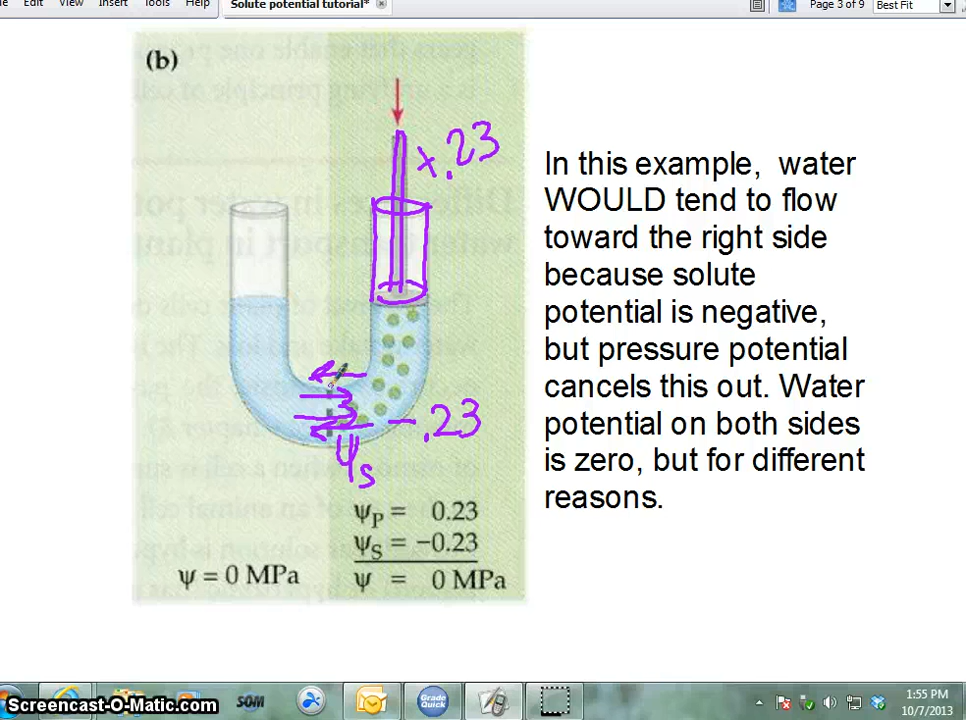 Edit View Insert Tools Help
Solute potential tutorial*
Page 3 of 9
Best Fit
(b)
x.23
In this example, water
WOULD tend to flow
toward the right side
because solute
potential is negative,
but pressure potential
cancels this out. Water
potential on both sides
is zero, but for different
reasons.
-.23
ψs
ψP = 0.23
ψS = −0.23
ψ = 0 MPa
ψ = 0 MPa
SOM
Grade Quick
1:55 PM
10/7/2013
Screencast-O-Matic.com